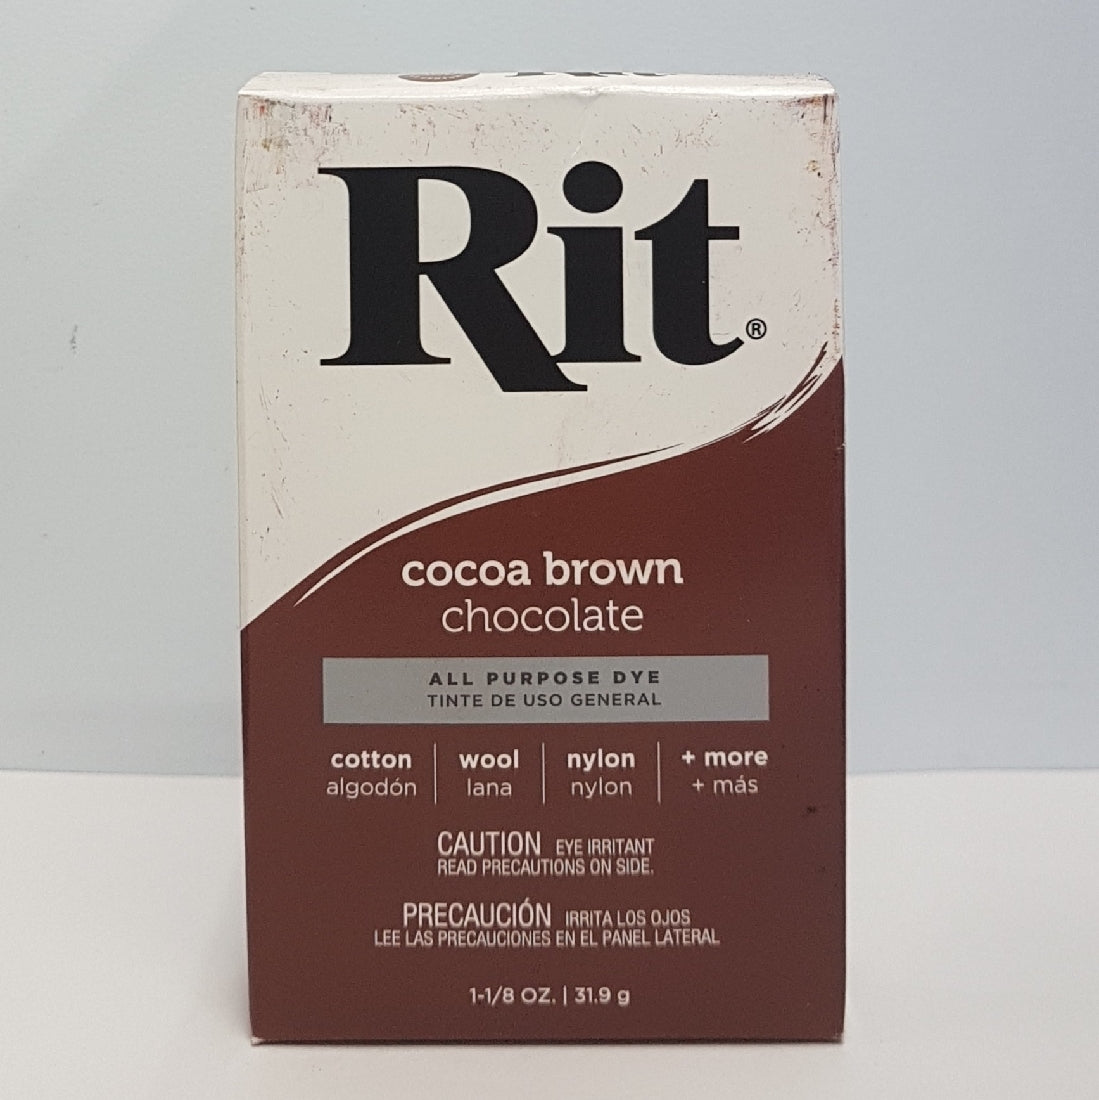 Rit®
cocoa brown
chocolate
ALL PURPOSE DYE
TINTE DE USO GENERAL
cotton wool nylon + more
algodón lana nylon + más
CAUTION EYE IRRITANT
READ PRECAUTIONS ON SIDE.
PRECAUCIÓN IRRITA LOS OJOS
LEE LAS PRECAUCIONES EN EL PANEL LATERAL
1-1/8 OZ. | 31.9 g